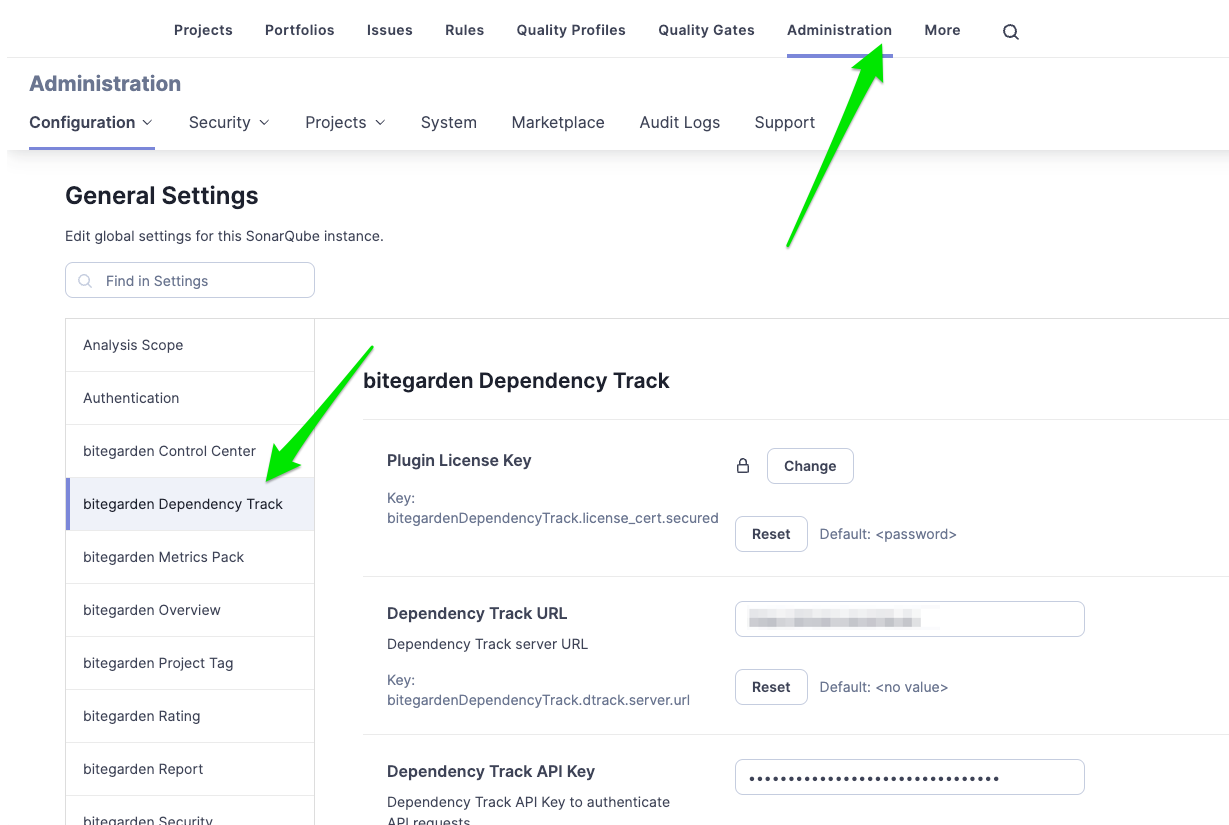 Projects Portfolios Issues Rules Quality Profiles Quality Gates Administration More
Administration
Configuration Security Projects System Marketplace Audit Logs Support
General Settings
Edit global settings for this SonarQube instance.
Find in Settings
Analysis Scope
Authentication
bitegarden Control Center
bitegarden Dependency Track
bitegarden Metrics Pack
bitegarden Overview
bitegarden Project Tag
bitegarden Rating
bitegarden Report
bitegarden Security
bitegarden Dependency Track
Plugin License Key
Change
Key:
bitegardenDependencyTrack.license_cert.secured
Reset Default: <password>
Dependency Track URL
Dependency Track server URL
Key:
bitegardenDependencyTrack.dtrack.server.url
Reset Default: <no value>
Dependency Track API Key
•••••••••••••••••••••••••••••••••
Dependency Track API Key to authenticate
API requests